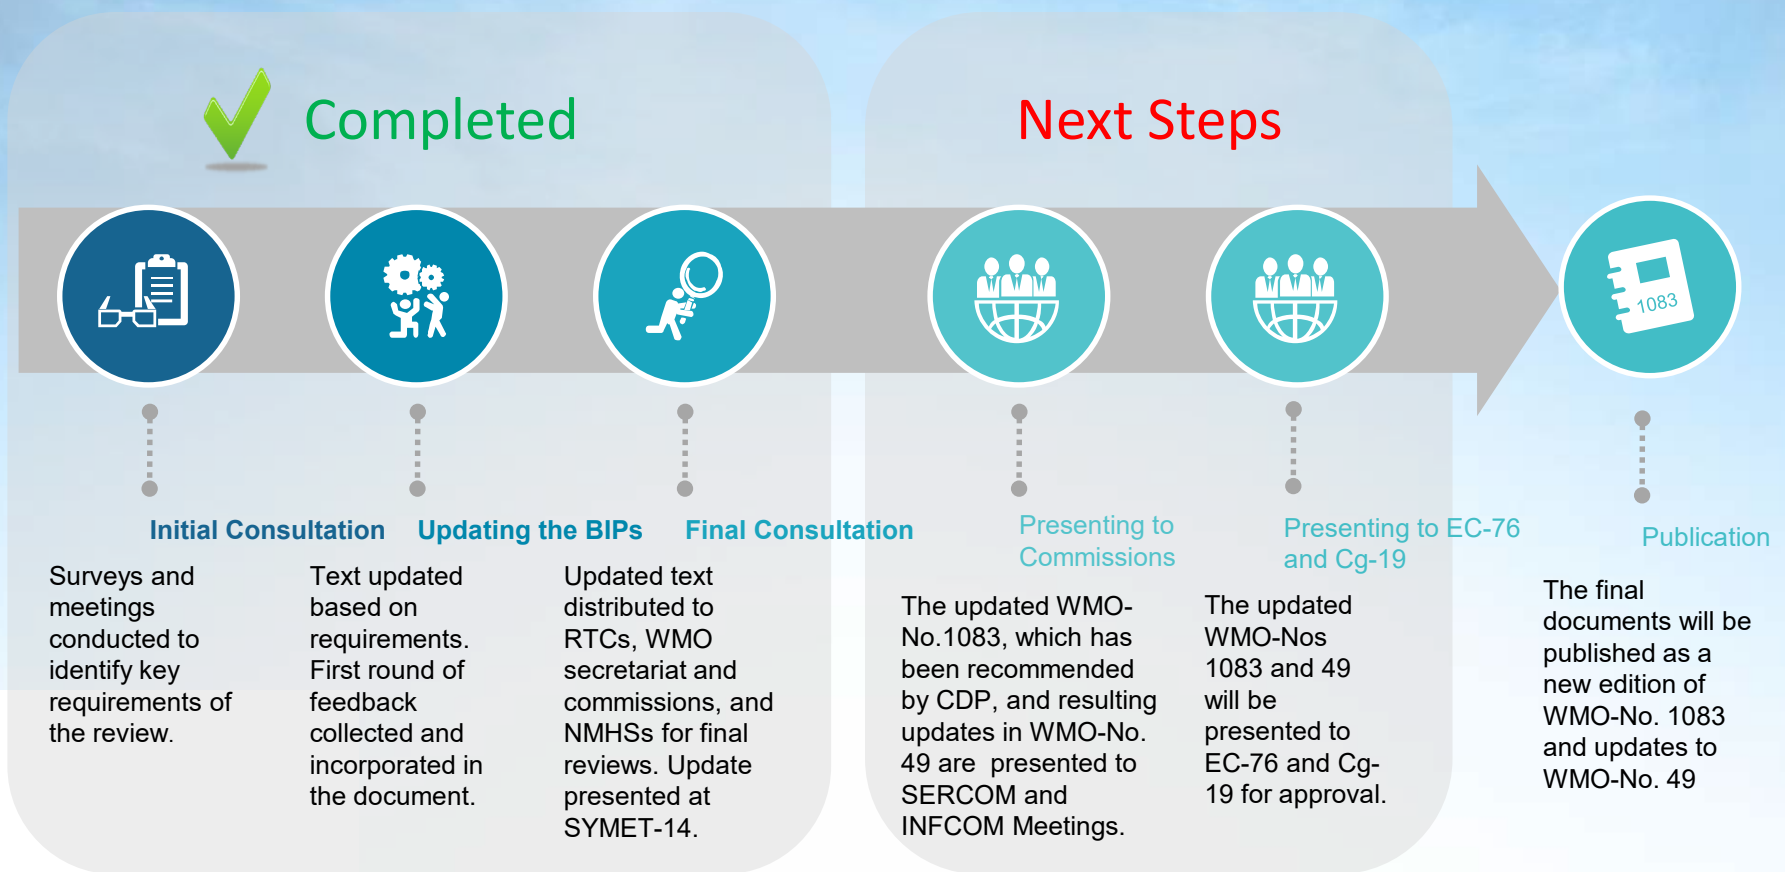 Completed
Next Steps
1083
Initial Consultation
Surveys and
meetings
conducted to
identify key
requirements of
the review.
Updating the BIPs
Text updated
based on
requirements.
First round of
feedback
collected and
incorporated in
the document.
Final Consultation
Updated text
distributed to
RTCs, WMO
secretariat and
commissions, and
NMHSs for final
reviews. Update
presented at
SYMET-14.
Presenting to
Commissions
The updated WMO-
No.1083, which has
been recommended
by CDP, and resulting
updates in WMO-No.
49 are  presented to
SERCOM and
INFCOM Meetings.
Presenting to EC-76
and Cg-19
The updated
WMO-Nos
1083 and 49
will be
presented to
EC-76 and Cg-
19 for approval.
Publication
The final
documents will be
published as a
new edition of
WMO-No. 1083
and updates to
WMO-No. 49